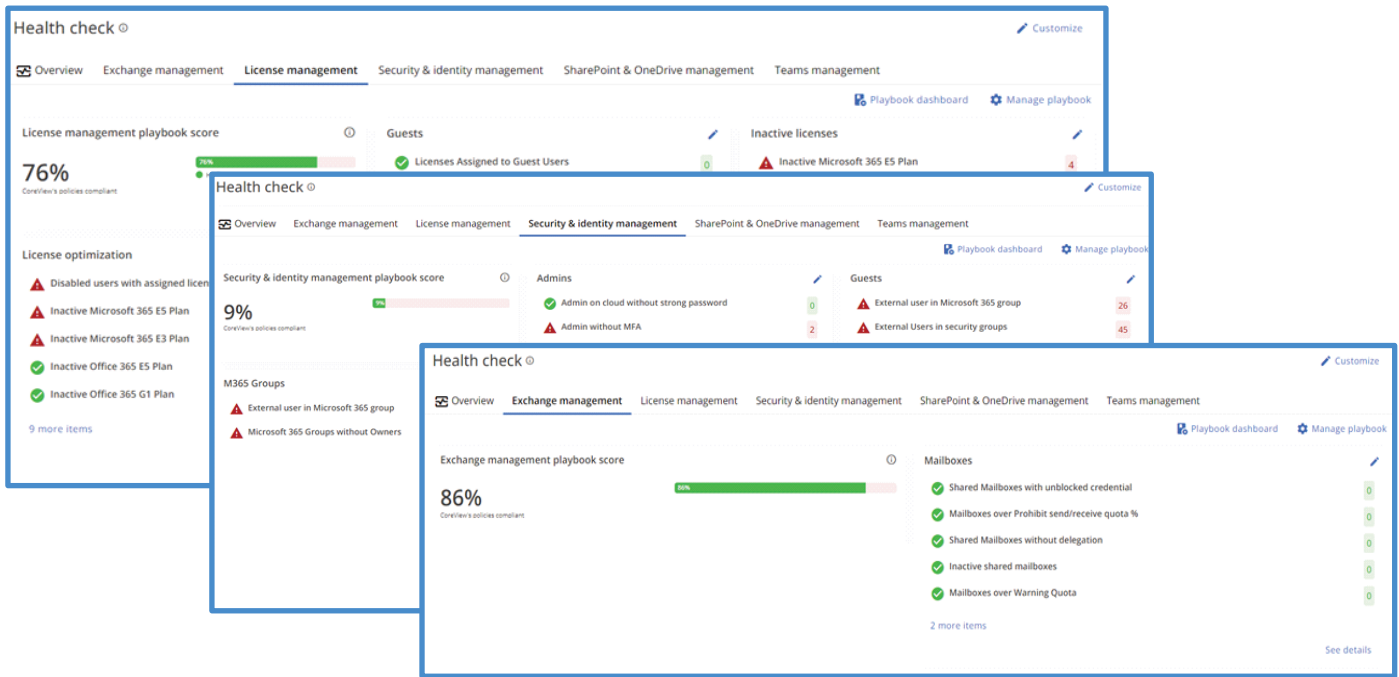 Health check
Customize
Overview Exchange management License management Security & identity management SharePoint & OneDrive management Teams management
Playbook dashboard Manage playbook
License management playbook score
76%
CoreView's policies compliant
76%
Guests
Licenses Assigned to Guest Users 0
Inactive licenses
Inactive Microsoft 365 E5 Plan 4
License optimization
Disabled users with assigned licen
Inactive Microsoft 365 E5 Plan
Inactive Microsoft 365 E3 Plan
Inactive Office 365 E5 Plan
Inactive Office 365 G1 Plan
9 more items
Health check
Customize
Overview Exchange management License management Security & identity management SharePoint & OneDrive management Teams management
Playbook dashboard Manage playbook
Security & identity management playbook score
9%
CoreView's policies compliant
9%
Admins
Admin on cloud without strong password 0
Admin without MFA 2
Guests
External user in Microsoft 365 group 26
External Users in security groups 45
M365 Groups
External user in Microsoft 365 group
Microsoft 365 Groups without Owners
Health check
Customize
Overview Exchange management License management Security & identity management SharePoint & OneDrive management Teams management
Playbook dashboard Manage playbook
Exchange management playbook score
86%
CoreView's policies compliant
86%
Mailboxes
Shared Mailboxes with unblocked credential 0
Mailboxes over Prohibit send/receive quota % 0
Shared Mailboxes without delegation 0
Inactive shared mailboxes 0
Mailboxes over Warning Quota 0
2 more items
See details